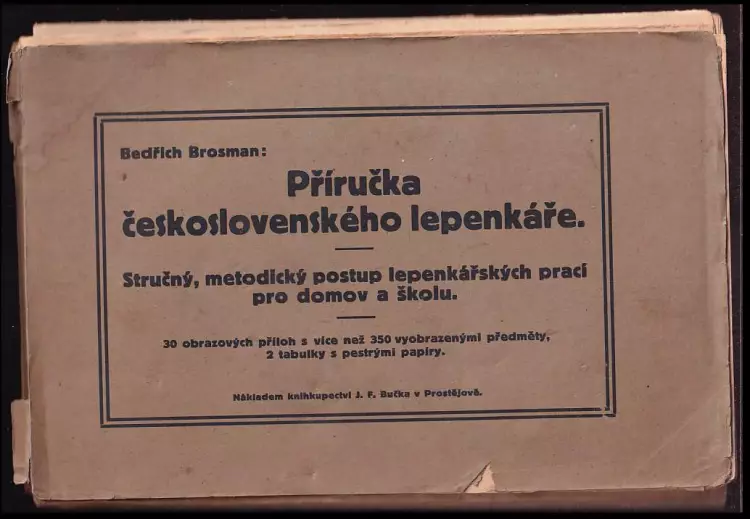 Bedřich Brosman:
Příručka
československého lepenkáře.
Stručný, metodický postup lepenkářských prací
pro domov a školu.
30 obrazových příloh s více než 350 vyobrazenými předměty,
2 tabulky s pestrými papíry.
Nákladem knihkupectví J. F. Bučka v Prostějově.